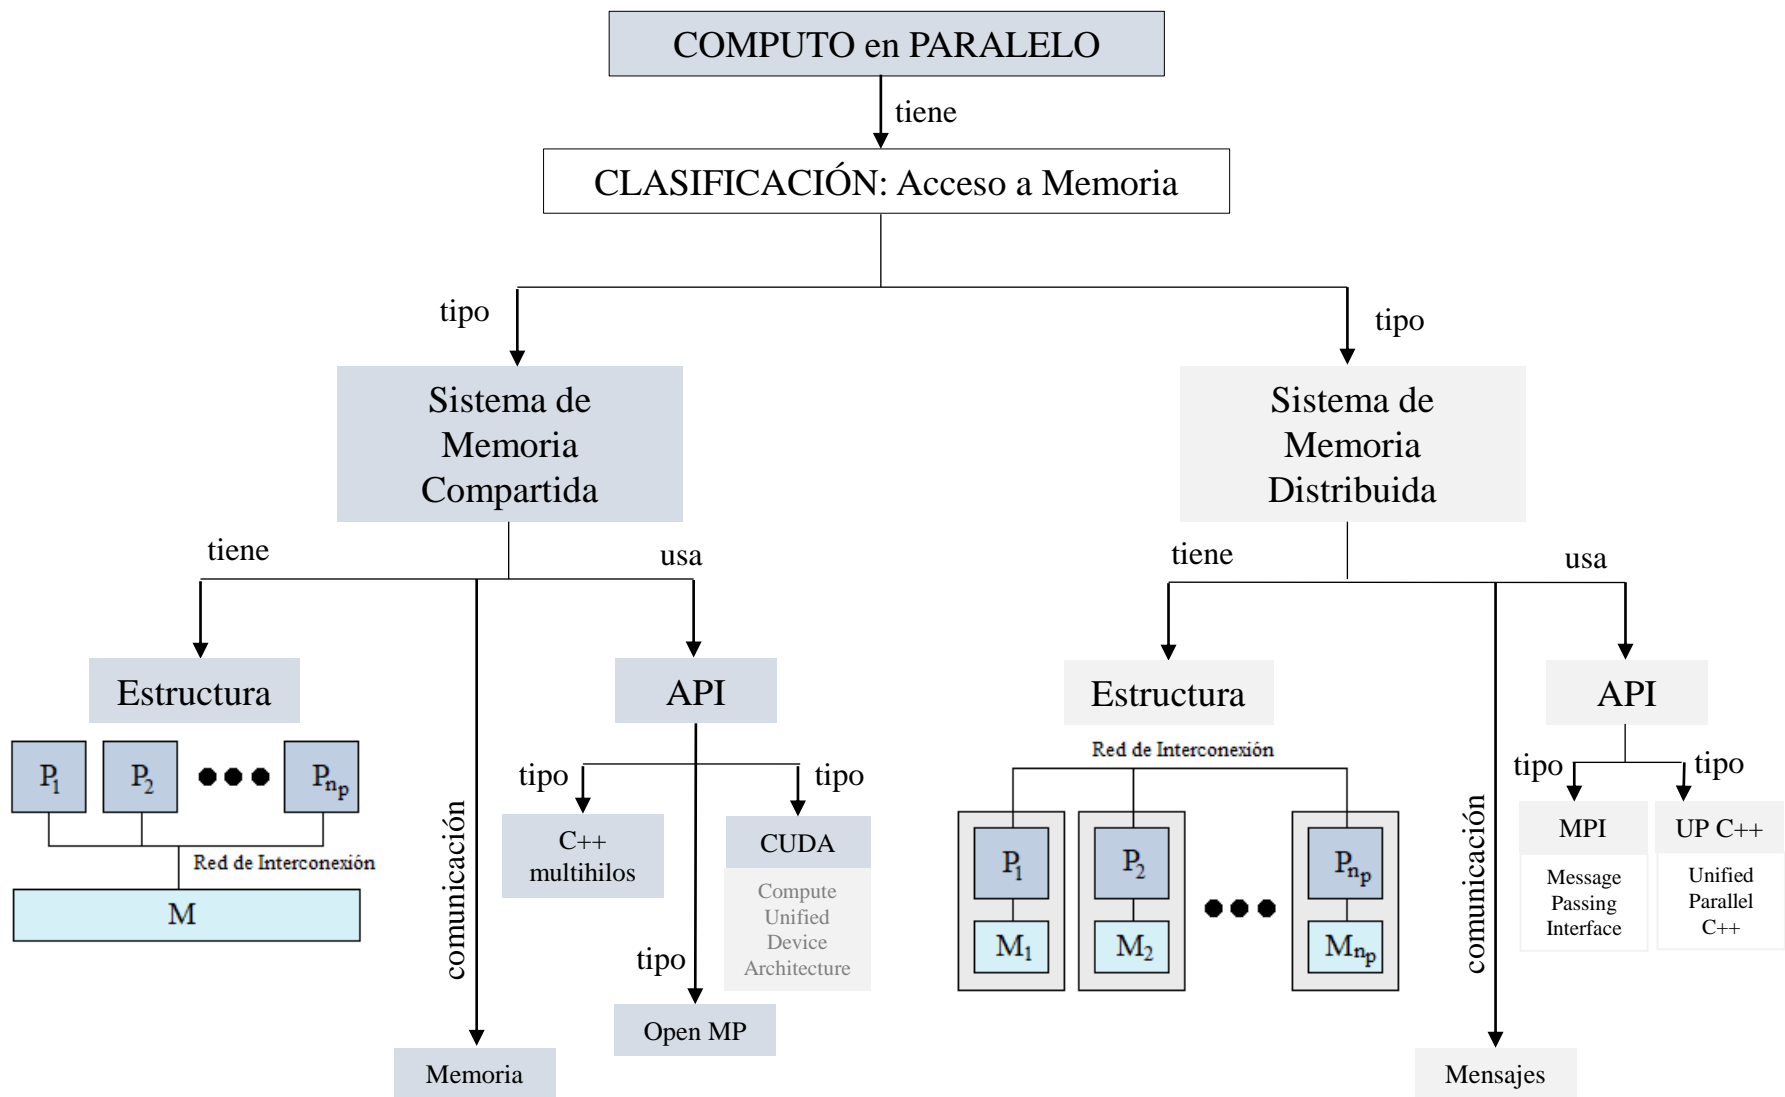 COMPUTO en PARALELO
tiene
CLASIFICACIÓN: Acceso a Memoria
tipo
tipo
Sistema de
Memoria
Compartida
Sistema de
Memoria
Distribuida
tiene
usa
tiene
usa
Estructura
API
Estructura
API
P1
P2
Pnp
Red de Interconexión
M
comunicación
Memoria
tipo
tipo
C++
multihilos
CUDA
Compute
Unified
Device
Architecture
tipo
Open MP
Red de Interconexión
P1
P2
Pnp
M1
M2
Mnp
comunicación
Mensajes
tipo
tipo
MPI
Message
Passing
Interface
UP C++
Unified
Parallel
C++